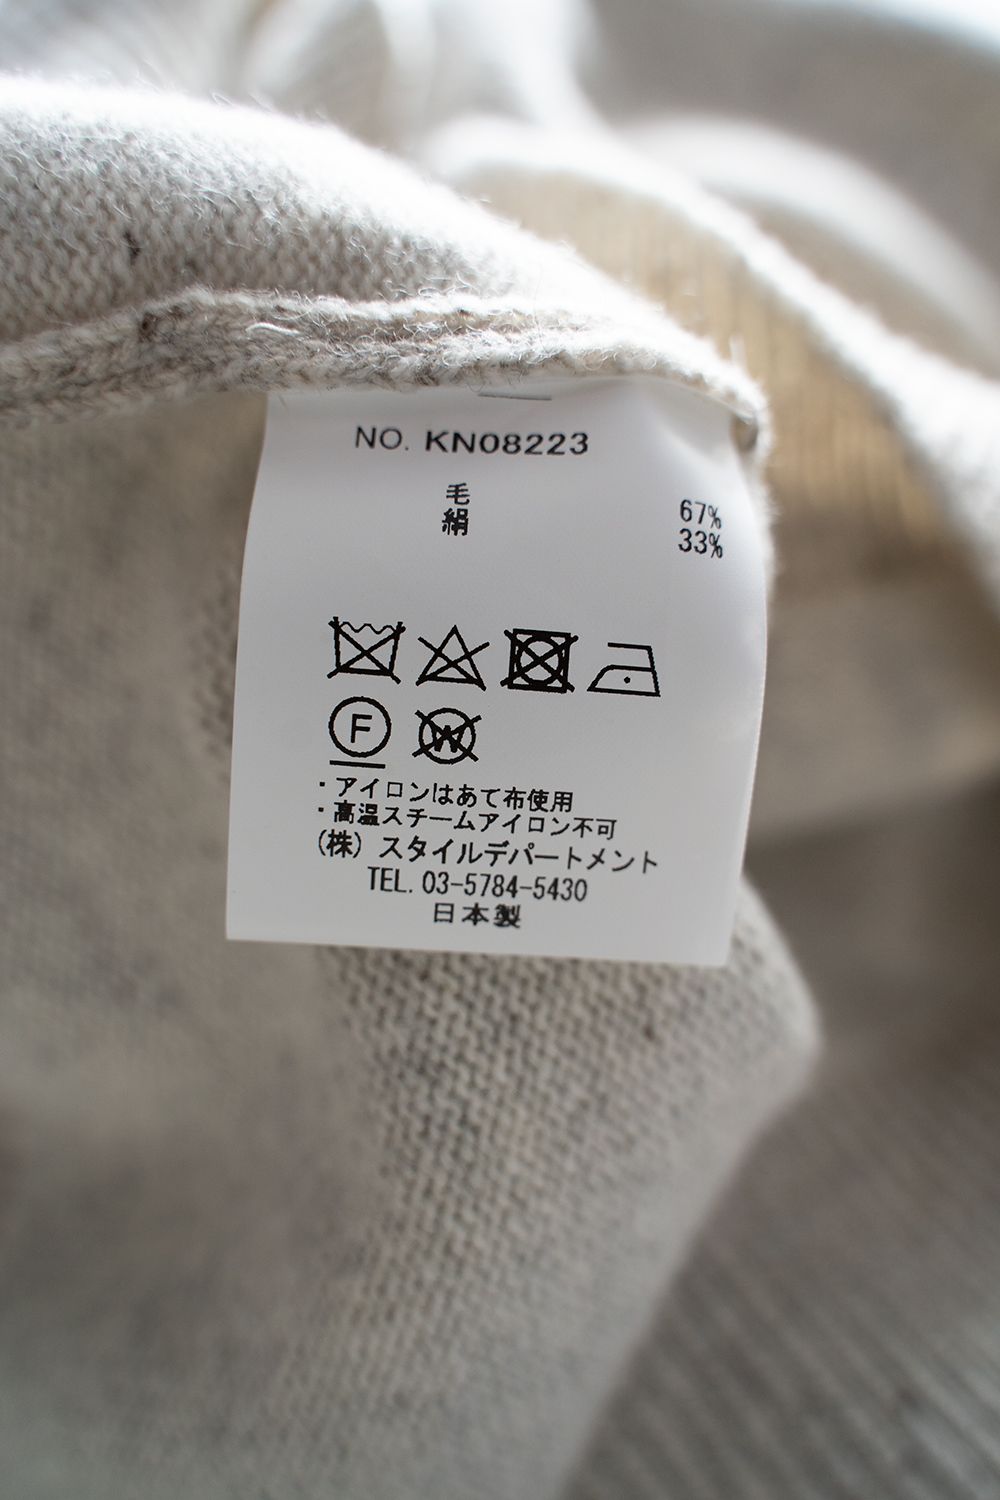 NO. KN08223
毛 67%
絹 33%
F W
・アイロンはあて布使用
・高温スチームアイロン不可
(株) スタイルデパートメント
TEL. 03-5784-5430
日本製